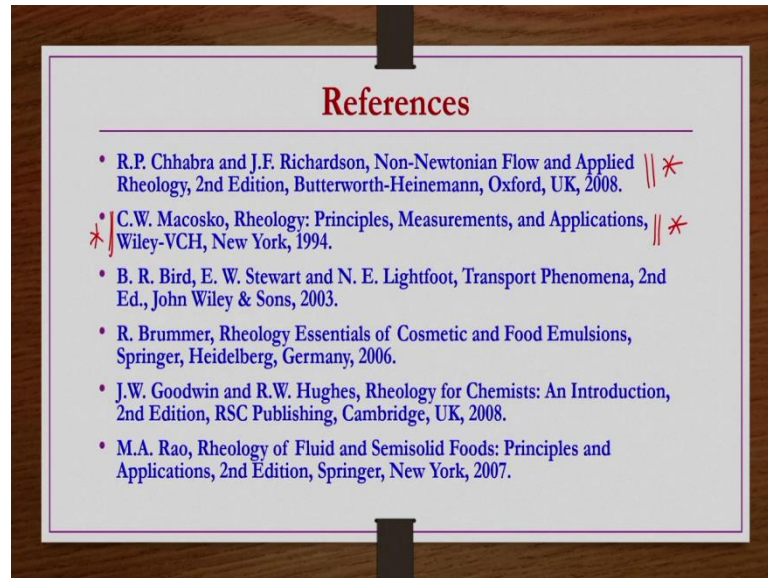 References
• R.P. Chhabra and J.F. Richardson, Non-Newtonian Flow and Applied
Rheology, 2nd Edition, Butterworth-Heinemann, Oxford, UK, 2008.
• C.W. Macosko, Rheology: Principles, Measurements, and Applications,
Wiley-VCH, New York, 1994.
• B. R. Bird, E. W. Stewart and N. E. Lightfoot, Transport Phenomena, 2nd
Ed., John Wiley & Sons, 2003.
• R. Brummer, Rheology Essentials of Cosmetic and Food Emulsions,
Springer, Heidelberg, Germany, 2006.
• J.W. Goodwin and R.W. Hughes, Rheology for Chemists: An Introduction,
2nd Edition, RSC Publishing, Cambridge, UK, 2008.
• M.A. Rao, Rheology of Fluid and Semisolid Foods: Principles and
Applications, 2nd Edition, Springer, New York, 2007.